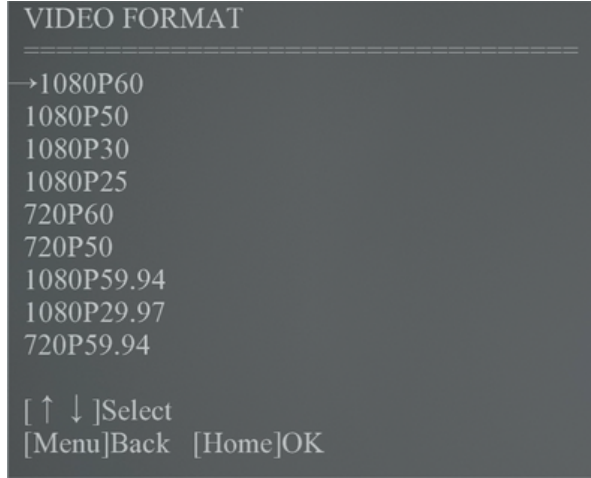 VIDEO FORMAT
===================================
→1080P60
1080P50
1080P30
1080P25
720P60
720P50
1080P59.94
1080P29.97
720P59.94
[ ↑ ↓ ]Select
[Menu]Back [Home]OK